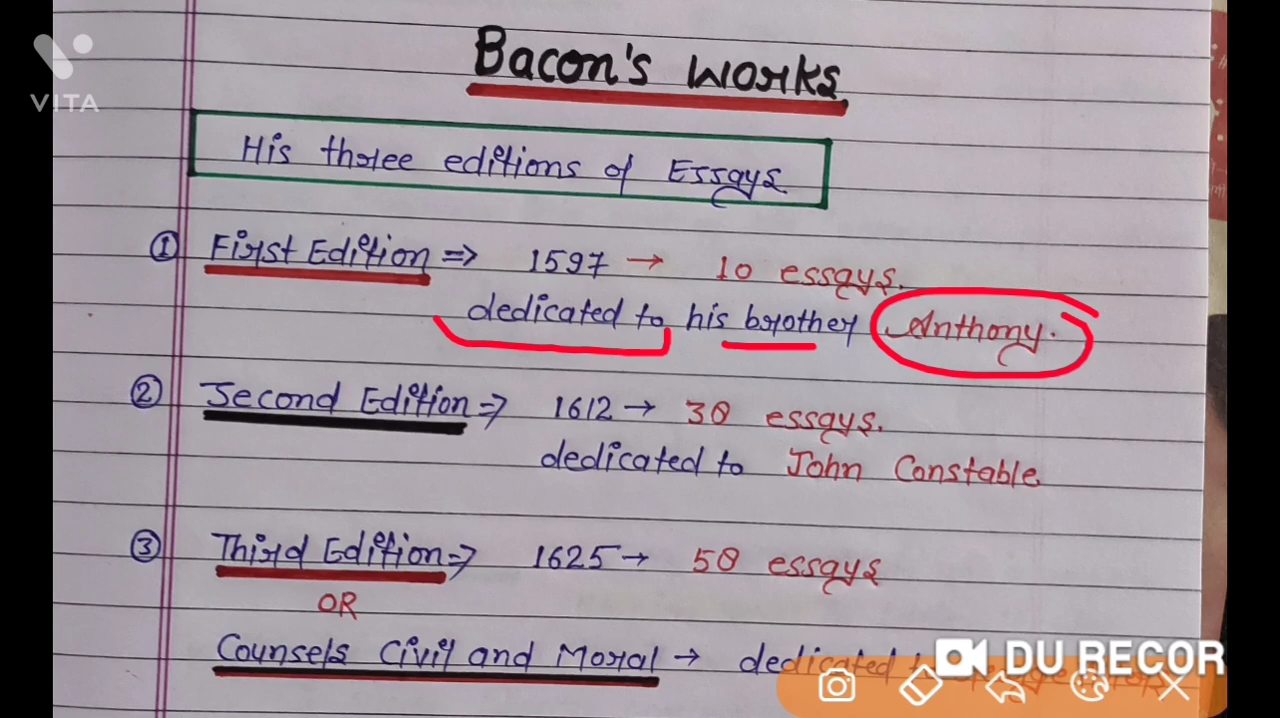 VITA
Bacon's works
His three editions of Essays
① First Edition ⇒ 1597 → 10 essays.
dedicated to his brother Anthony.
② Second Edition ⇒ 1612 → 38 essays.
dedicated to John Constable
③ Third Edition ⇒ 1625 → 58 essays
OR
Counsels Civil and Moral → dedicated
DU RECOR